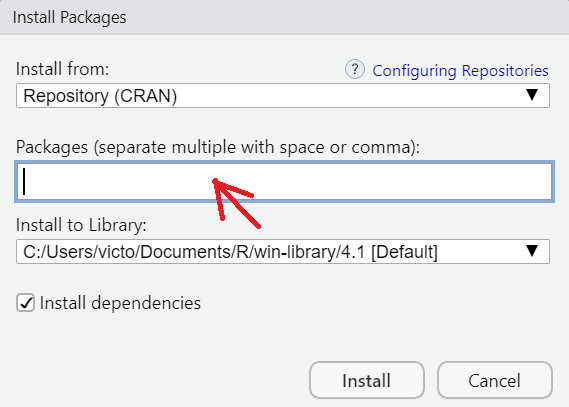 Install Packages
Install from:
? Configuring Repositories
Repository (CRAN)
Packages (separate multiple with space or comma):
Install to Library:
C:/Users/victo/Documents/R/win-library/4.1 [Default]
Install dependencies
Install
Cancel